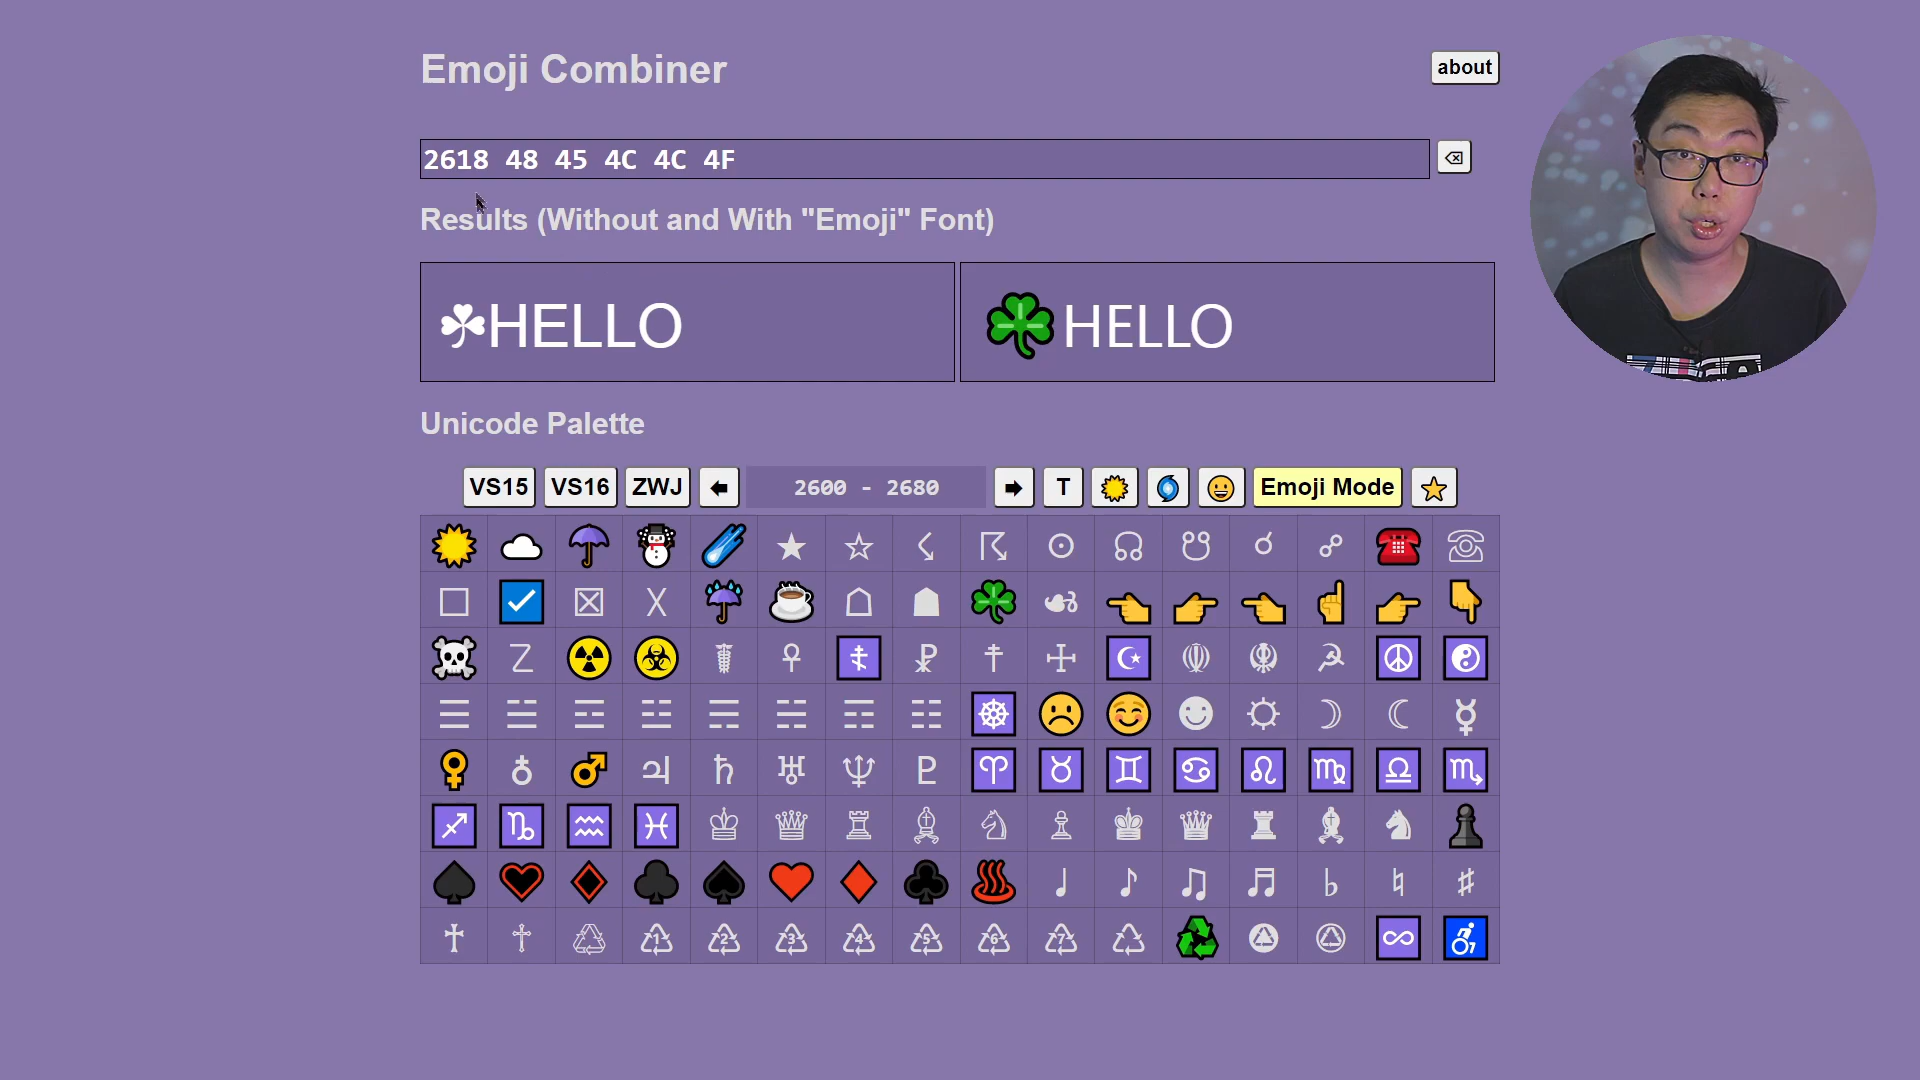 Emoji Combiner
about
2618 48 45 4C 4C 4F
Results (Without and With "Emoji" Font)
☘HELLO
☘️HELLO
Unicode Palette
VS15 VS16 ZWJ 2600 - 2680 T Emoji Mode